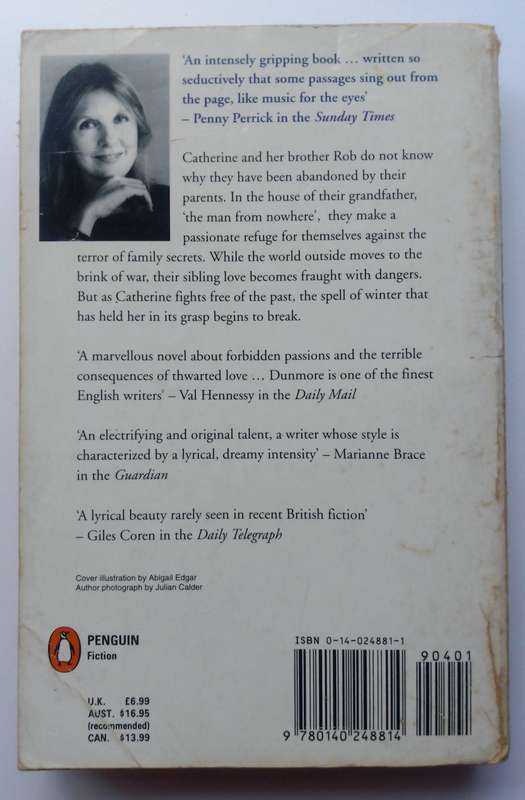 ‘An intensely gripping book … written so
seductively that some passages sing out from
the page, like music for the eyes’
– Penny Perrick in the Sunday Times
Catherine and her brother Rob do not know
why they have been abandoned by their
parents. In the house of their grandfather,
‘the man from nowhere’, they make a
passionate refuge for themselves against the
terror of family secrets. While the world outside moves to the
brink of war, their sibling love becomes fraught with dangers.
But as Catherine fights free of the past, the spell of winter that
has held her in its grasp begins to break.
‘A marvellous novel about forbidden passions and the terrible
consequences of thwarted love … Dunmore is one of the finest
English writers’ – Val Hennessy in the Daily Mail
‘An electrifying and original talent, a writer whose style is
characterized by a lyrical, dreamy intensity’ – Marianne Brace
in the Guardian
‘A lyrical beauty rarely seen in recent British fiction’
– Giles Coren in the Daily Telegraph
Cover illustration by Abigail Edgar
Author photograph by Julian Calder
PENGUIN
Fiction
U.K. £6.99
AUST. $16.95
(recommended)
CAN. $13.99
ISBN 0-14-024881-1
90401
9 780140 248814